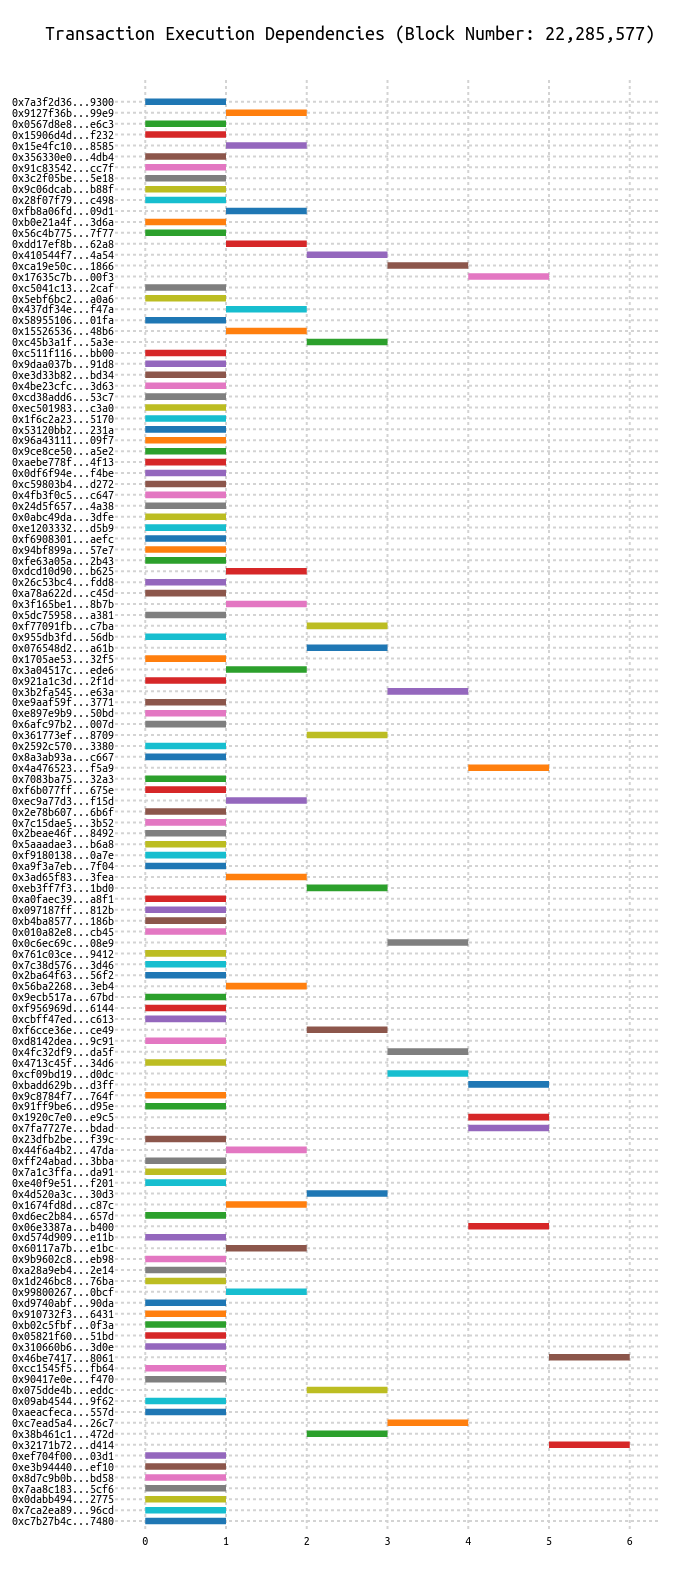 Transaction Execution Dependencies (Block Number: 22,285,577)
0x7a3f2d36...9300
0x9127f36b...99e9
0x0567d8e8...e6c3
0x15906d4d...f232
0x15e4fc10...8585
0x356330e0...4db4
0x91c83542...cc7f
0x3c2f05be...5e18
0x9c06dcab...b88f
0x28f07f79...c498
0xfb8a06fd...09d1
0xb0e21a4f...3d6a
0x56c4b775...7f77
0xdd17ef8b...62a8
0x410544f7...4a54
0xca19e50c...1866
0x17635c7b...00f3
0xc5041c13...2caf
0x5ebf6bc2...a0a6
0x437df34e...f47a
0x58955106...01fa
0x15526536...48b6
0xc45b3a1f...5a3e
0xc511f116...bb00
0x9daa037b...91d8
0xe3d33b82...bd34
0x4be23cfc...3d63
0xcd38add6...53c7
0xec501983...c3a0
0x1f6c2a23...5170
0x53120bb2...231a
0x96a43111...09f7
0x9ce8ce50...a5e2
0xaebe778f...4f13
0x0df6f94e...f4be
0xc59803b4...d272
0x4fb3f0c5...c647
0x24d5f657...4a38
0x0abc49da...3dfe
0xe1203332...d5b9
0xf6908301...aefc
0x94bf899a...57e7
0xfe63a05a...2b43
0xdcd10d90...b625
0x26c53bc4...fdd8
0xa78a622d...c45d
0x3f165be1...8b7b
0x5dc75958...a381
0xf77091fb...c7ba
0x955db3fd...56db
0x076548d2...a61b
0x1705ae53...32f5
0x3a04517c...ede6
0x921a1c3d...2f1d
0x3b2fa545...e63a
0xe9aaf59f...3771
0xe897e9b9...50bd
0x6afc97b2...007d
0x361773ef...8709
0x2592c570...3380
0x8a3ab93a...c667
0x4a476523...f5a9
0x7083ba75...32a3
0xf6b077ff...675e
0xec9a77d3...f15d
0x2e78b607...6b6f
0x7c15dae5...3b52
0x2beae46f...8492
0x5aaadae3...b6a8
0xf9180138...0a7e
0xa9f3a7eb...7f04
0x3ad65f83...3fea
0xeb3ff7f3...1bd0
0xa0faec39...a8f1
0x097187ff...812b
0xb4ba8577...186b
0x010a82e8...cb45
0x0c6ec69c...08e9
0x761c03ce...9412
0x7c38d576...3d46
0x2ba64f63...56f2
0x56ba2268...3eb4
0x9ecb517a...67bd
0xf956969d...6144
0xcbff47ed...c613
0xf6cce36e...ce49
0xd8142dea...9c91
0x4fc32df9...da5f
0x4713c45f...34d6
0xcf09bd19...d0dc
0xbadd629b...d3ff
0x9c8784f7...764f
0x91ff9be6...d95e
0x1920c7e0...e9c5
0x7fa7727e...bdad
0x23dfb2be...f39c
0x44f6a4b2...47da
0xff24abad...3bba
0x7a1c3ffa...da91
0xe40f9e51...f201
0x4d520a3c...30d3
0x1674fd8d...c87c
0xd6ec2b84...657d
0x06e3387a...b400
0xd574d909...e11b
0x60117a7b...e1bc
0x9b9602c8...eb98
0xa28a9eb4...2e14
0x1d246bc8...76ba
0x99800267...0bcf
0xd9740abf...90da
0x910732f3...6431
0xb02c5fbf...0f3a
0x05821f60...51bd
0x310660b6...3d0e
0x46be7417...8061
0xcc1545f5...fb64
0x90417e0e...f470
0x075dde4b...eddc
0x09ab4544...9f62
0xaeacfeca...557d
0xc7ead5a4...26c7
0x38b461c1...472d
0x32171b72...d414
0xef704f00...03d1
0xe3b94440...ef10
0x8d7c9b0b...bd58
0x7aa8c183...5cf6
0x0dabb494...2775
0x7ca2ea89...96cd
0xc7b27b4c...7480
0 1 2 3 4 5 6